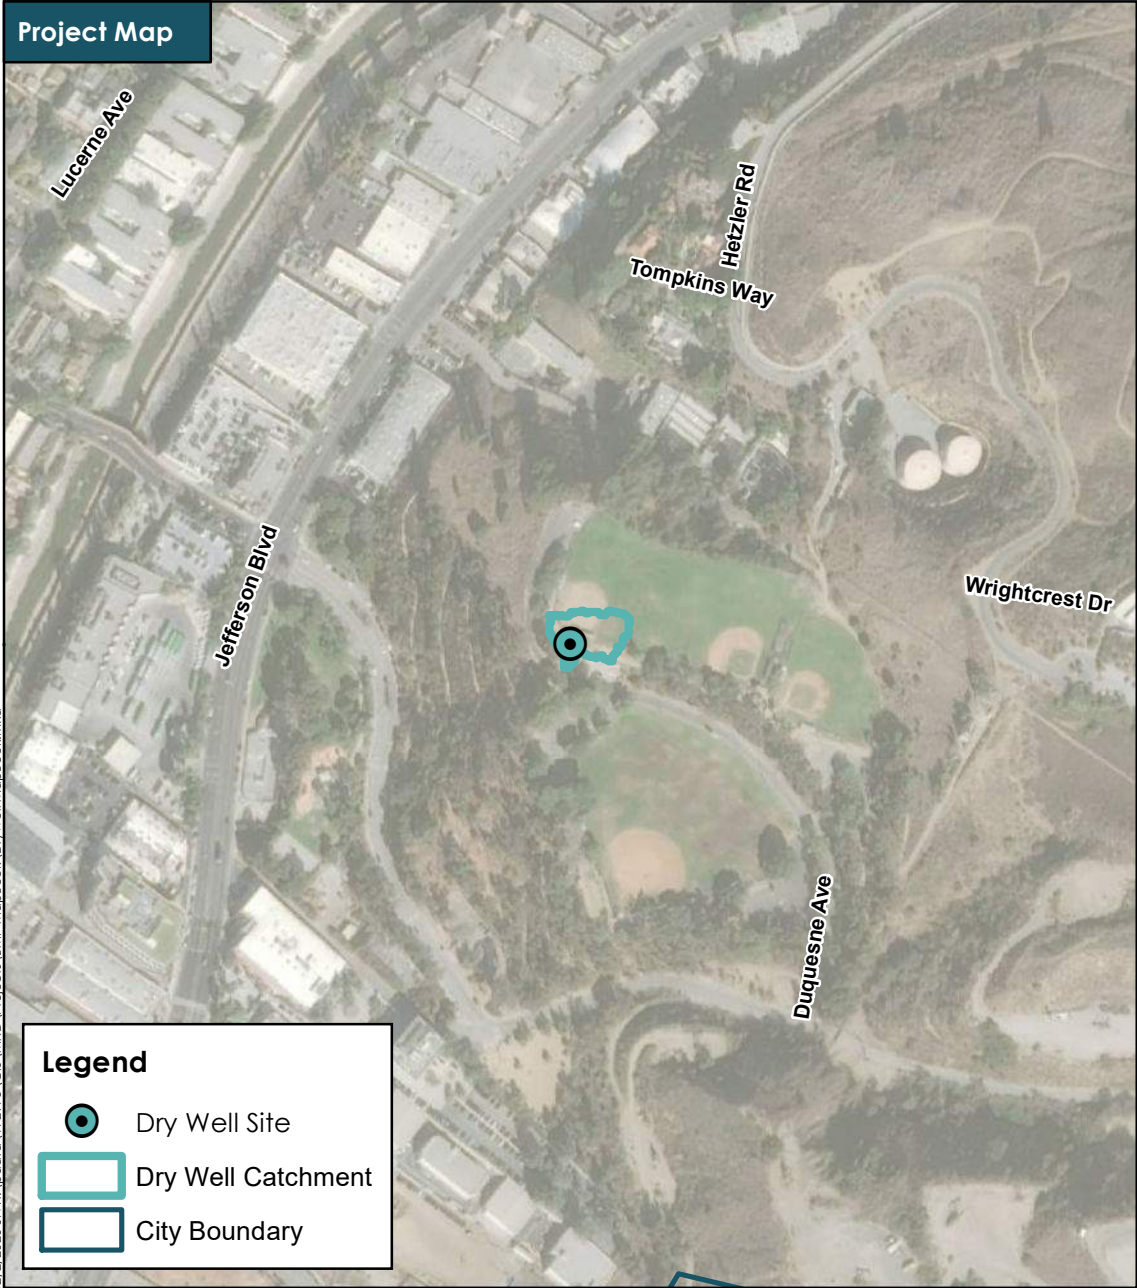 Project Map
Lucerne Ave
Hetzler Rd
Tompkins Way
Jefferson Blvd
Wrightcrest Dr
Duquesne Ave
Legend
Dry Well Site
Dry Well Catchment
City Boundary